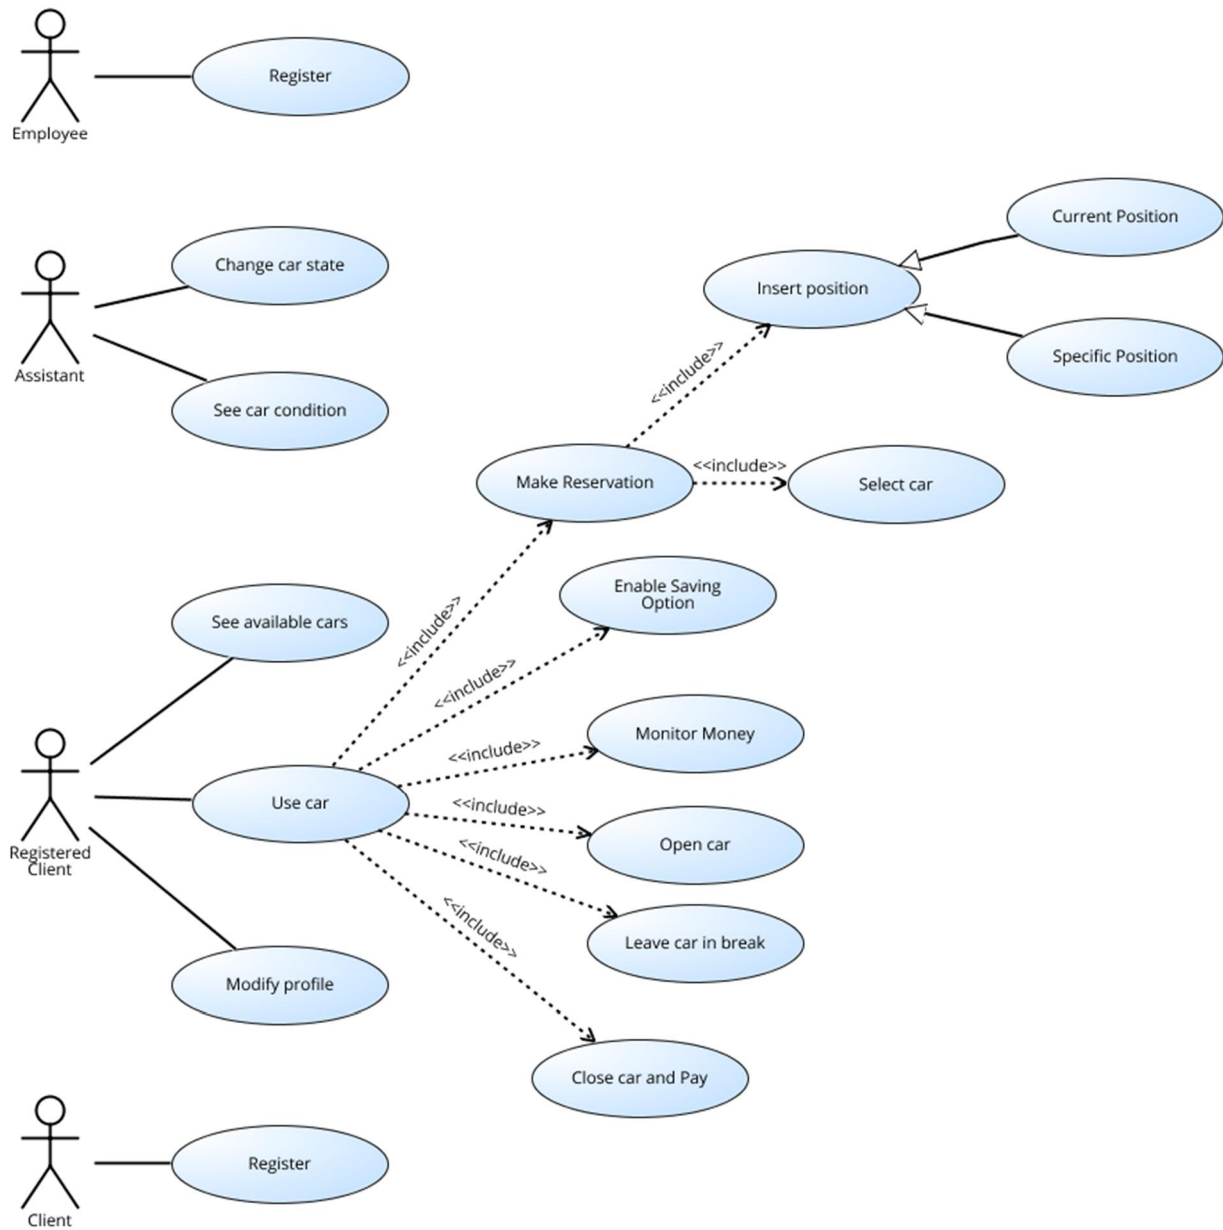 Register
Employee
Current Position
Change car state
Insert position
Specific Position
Assistant
<<include>>
See car condition
<<include>>
Make Reservation
Select car
Enable Saving
Option
See available cars
<<include>>
<<include>>
Monitor Money
<<include>>
Use car
<<include>>
Open car
Registered
Client
<<include>>
Leave car in break
<<include>>
Modify profile
Close car and Pay
Register
Client